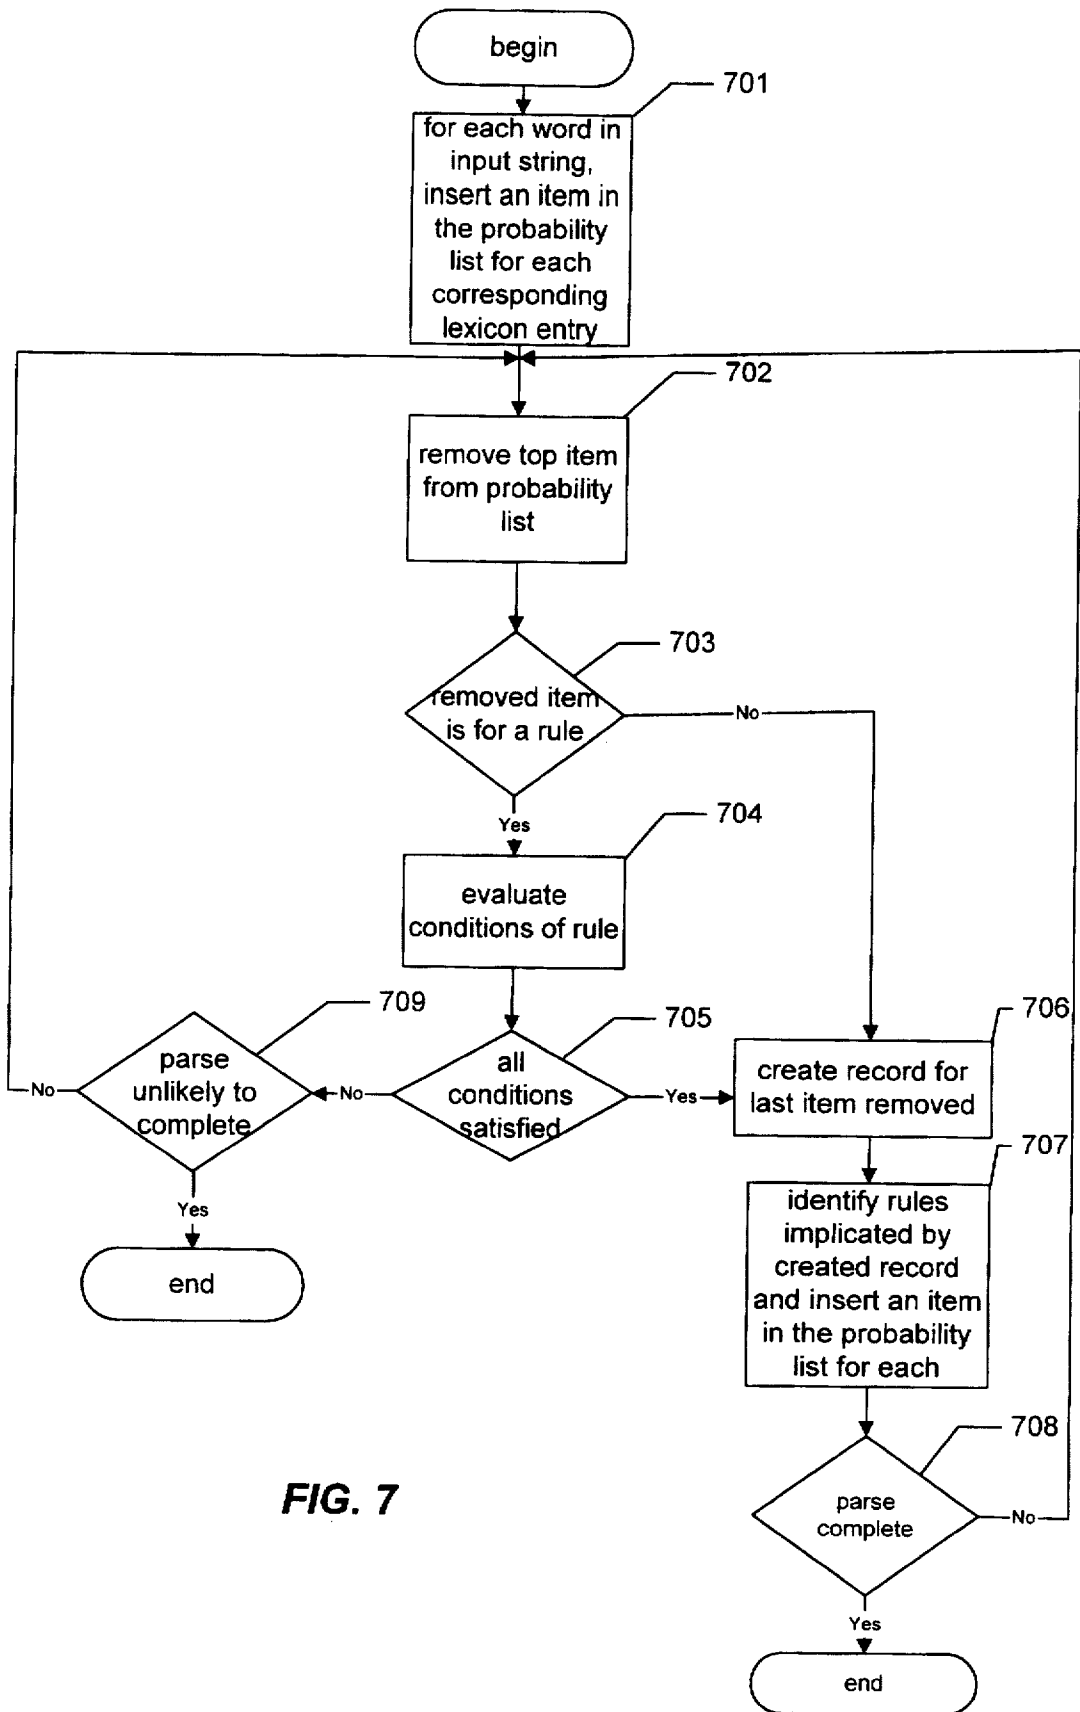 begin
701
for each word in
input string,
insert an item in
the probability
list for each
corresponding
lexicon entry
702
remove top item
from probability
list
703
removed item
is for a rule
No
Yes
704
evaluate
conditions of rule
709
705
706
parse
unlikely to
complete
No
No
all
conditions
satisfied
Yes
create record for
last item removed
707
Yes
end
identify rules
implicated by
created record
and insert an item
in the probability
list for each
708
FIG. 7
parse
complete
No
Yes
end